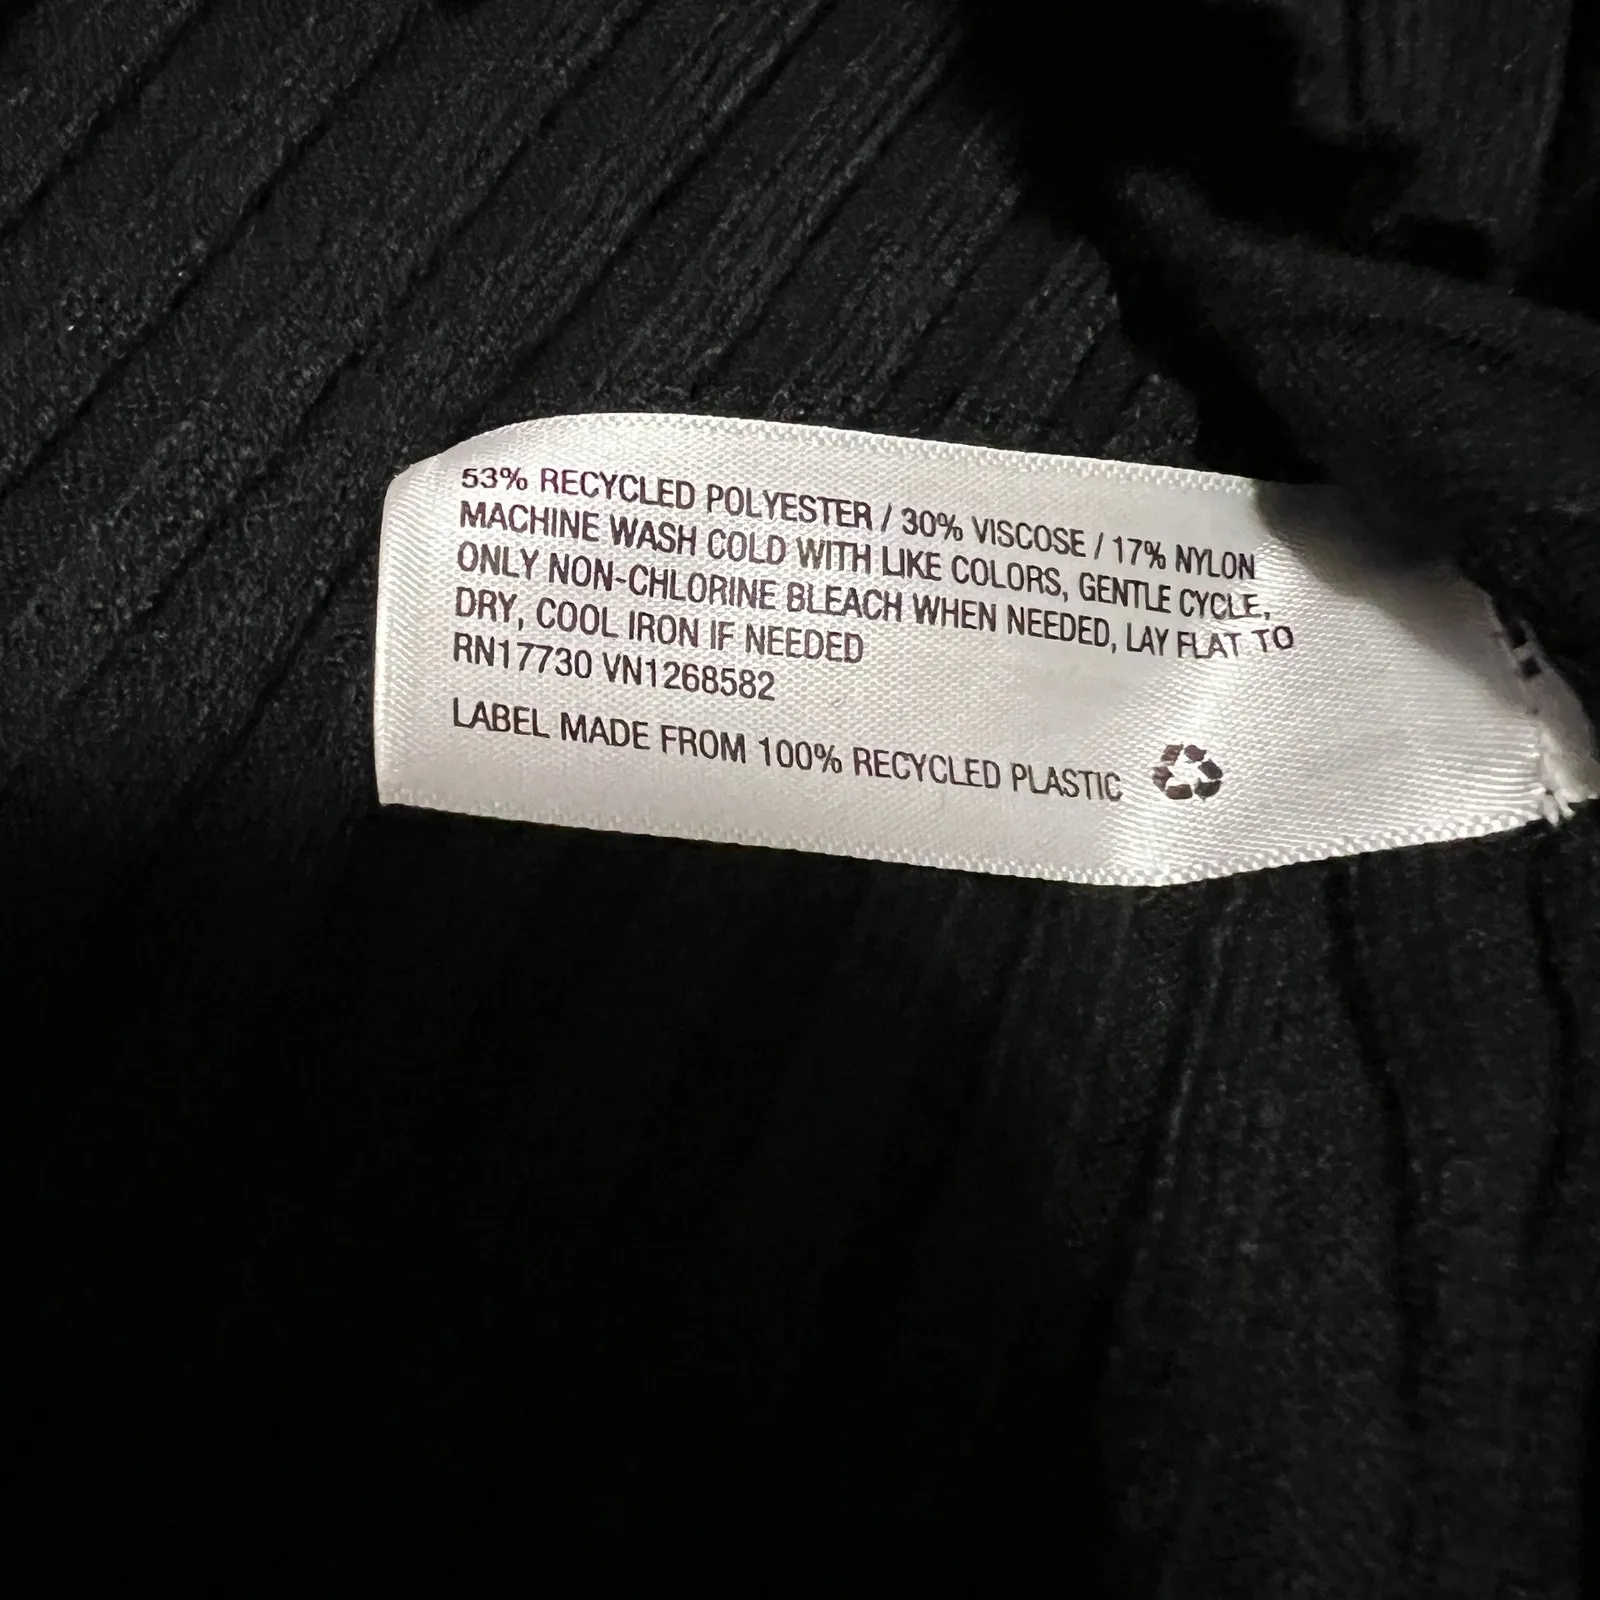 53% RECYCLED POLYESTER / 30% VISCOSE / 17% NYLON
MACHINE WASH COLD WITH LIKE COLORS, GENTLE CYCLE,
ONLY NON-CHLORINE BLEACH WHEN NEEDED, LAY FLAT TO
DRY, COOL IRON IF NEEDED
RN17730 VN1268582
LABEL MADE FROM 100% RECYCLED PLASTIC